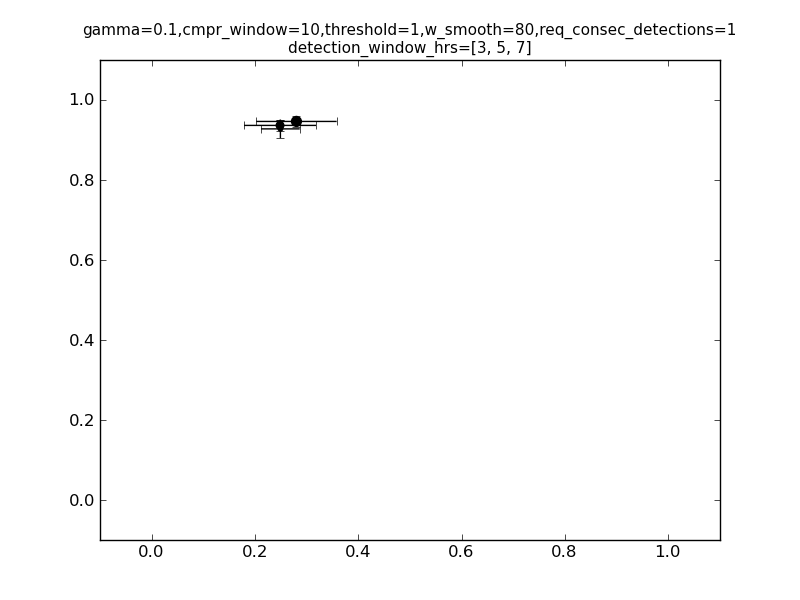 gamma=0.1,cmpr_window=10,threshold=1,w_smooth=80,req_consec_detections=1
detection_window_hrs=[3, 5, 7]
1.0
0.8
0.6
0.4
0.2
0.0
0.0 0.2 0.4 0.6 0.8 1.0